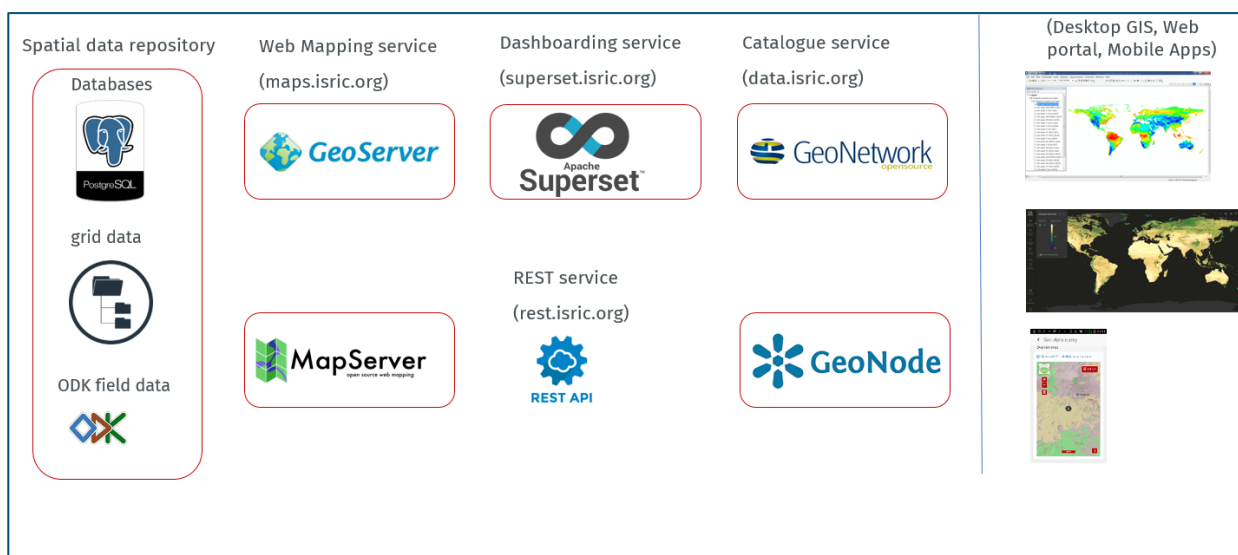 Spatial data repository
Databases
PostgreSQL
grid data
ODK field data
ODK
Web Mapping service
(maps.isric.org)
GeoServer
MapServer
open source web mapping
Dashboarding service
(superset.isric.org)
Apache
Superset™
REST service
(rest.isric.org)
REST API
Catalogue service
(data.isric.org)
GeoNetwork
opensource
GeoNode
(Desktop GIS, Web
portal, Mobile Apps)